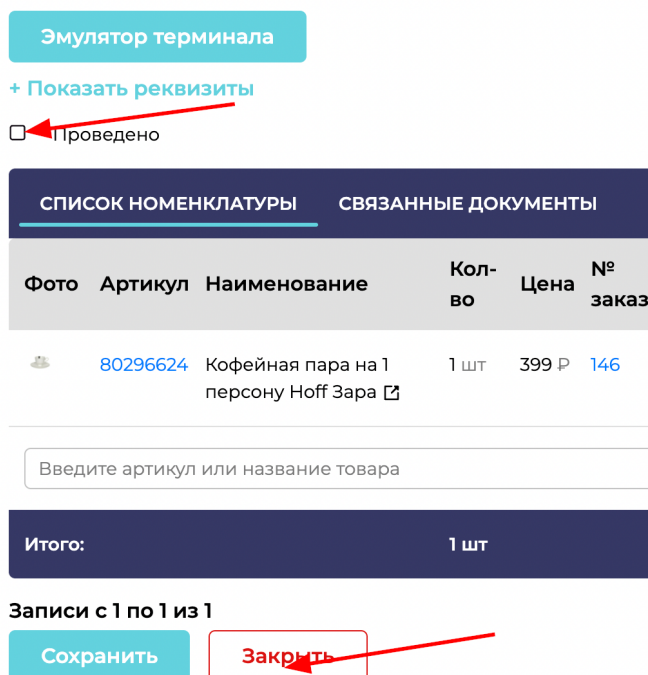 Эмулятор терминала
+ Показать реквизиты
Проведено
СПИСОК НОМЕНКЛАТУРЫ СВЯЗАННЫЕ ДОКУМЕНТЫ
Фото Артикул Наименование Кол-во Цена № заказ
80296624 Кофейная пара на 1 1 шт 399 ₽ 146
персону Hoff Зара
Введите артикул или название товара
Итого: 1 шт
Записи с 1 по 1 из 1
Сохранить Закрыть